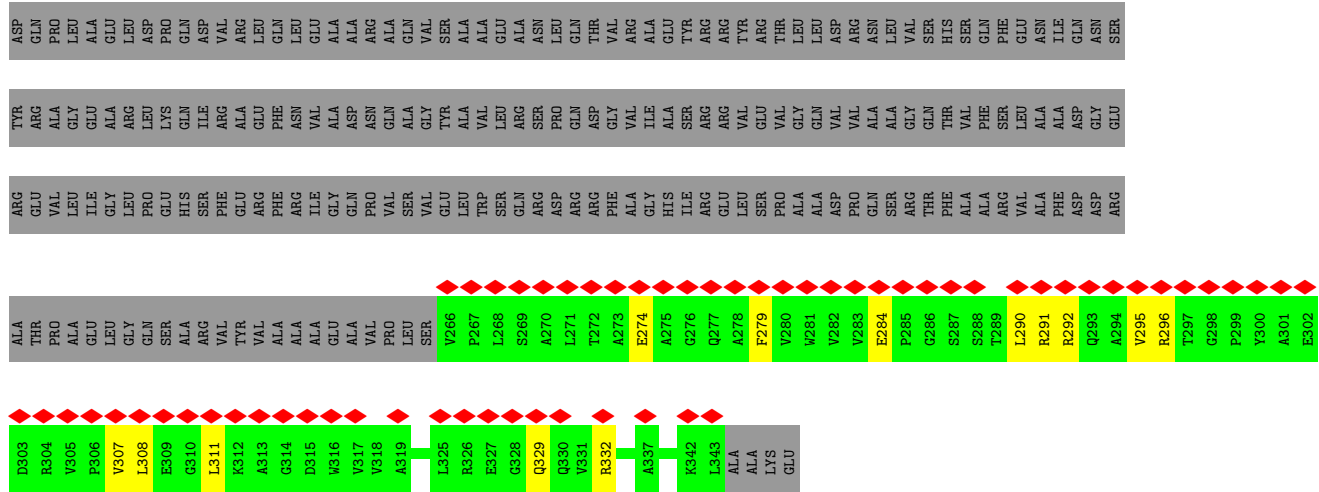 ASP GLN PRO LEU ALA GLU LEU ASP PRO GLN ASP VAL ARG LEU GLN LEU GLU ALA ALA ARG ALA GLN VAL SER ALA ALA GLU ALA ASN LEU GLN THR VAL ARG ALA GLU TYR ARG ARG TYR ARG THR LEU LEU ASP ARG ASN LEU VAL SER HIS SER GLN PHE GLU ASN ILE GLN ASN SER
TYR ARG ALA GLY GLU ALA ARG LEU LYS GLN ILE ARG ALA GLU PHE ASN VAL ALA ASP ASN GLN ALA GLY TYR ALA VAL LEU ARG SER PRO GLN ASP GLY VAL ILE ALA SER ARG ARG VAL GLU VAL GLY GLN VAL VAL ALA ALA GLY GLN THR VAL PHE SER LEU ALA ALA ASP GLY GLU
ARG GLU VAL LEU ILE GLY LEU PRO GLU HIS SER PHE GLU ARG PHE ARG ILE GLY GLN PRO VAL SER VAL GLU LEU TRP SER GLN ARG ASP ARG ARG PHE ALA GLY HIS ILE ARG GLU LEU SER PRO ALA ALA ASP PRO GLN SER ARG THR PHE ALA ALA ARG VAL ALA PHE ASP ASP ARG
ALA THR PRO ALA GLU LEU GLY GLN SER ALA ARG VAL TYR VAL ALA ALA ALA GLU ALA VAL PRO LEU SER V266 P267 L268 S269 A270 L271 T272 A273 E274 A275 G276 Q277 A278 F279 V280 W281 V282 V283 E284 P285 G286 S287 S288 T289 L290 R291 R292 Q293 A294 V295 R296 T297 G298 P299 Y300 A301 E302
D303 R304 V305 P306 V307 L308 E309 G310 L311 K312 A313 G314 D315 W316 V317 V318 A319 L325 R326 E327 G328 Q329 Q330 V331 R332 A337 K342 L343 ALA ALA LYS GLU